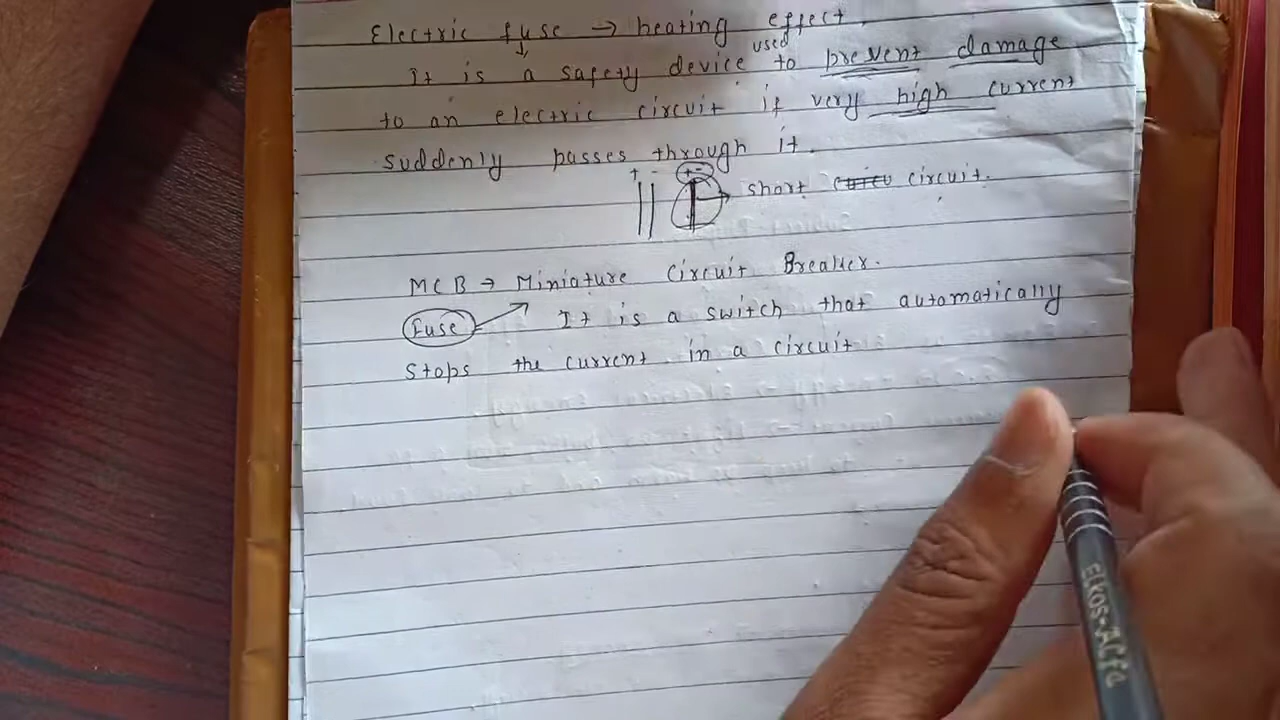 Electric fuse → heating effect.
↓ used
It is a safety device to prevent damage
to an electric circuit if very high current
suddenly passes through it.
+ - + - short circuit.
MCB → Miniature Circuit Breaker.
Fuse It is a switch that automatically
stops the current in a circuit
ELKOS-Alfa